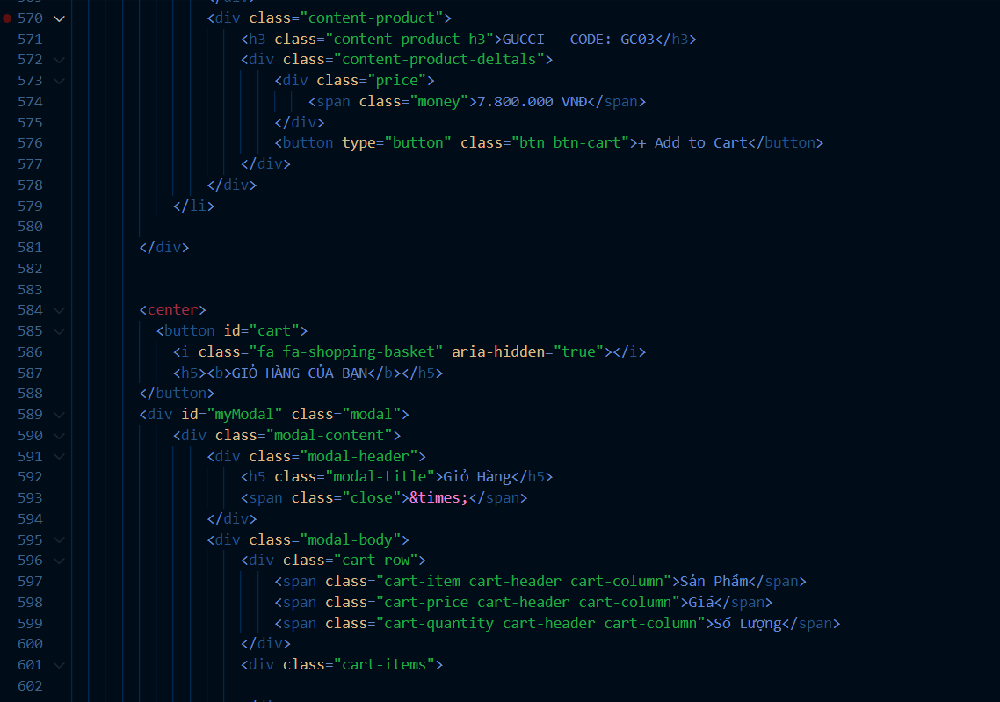 570 <div class="content-product">
571 <h3 class="content-product-h3">GUCCI - CODE: GC03</h3>
572 <div class="content-product-deltals">
573 <div class="price">
574 <span class="money">7.800.000 VNĐ</span>
575 </div>
576 <button type="button" class="btn btn-cart">+ Add to Cart</button>
577 </div>
578 </div>
579 </li>
580
581 </div>
582
583
584 <center>
585 <button id="cart">
586 <i class="fa fa-shopping-basket" aria-hidden="true"></i>
587 <h5><b>GIỎ HÀNG CỦA BẠN</b></h5>
588 </button>
589 <div id="myModal" class="modal">
590 <div class="modal-content">
591 <div class="modal-header">
592 <h5 class="modal-title">Giỏ Hàng</h5>
593 <span class="close">&times;</span>
594 </div>
595 <div class="modal-body">
596 <div class="cart-row">
597 <span class="cart-item cart-header cart-column">Sản Phẩm</span>
598 <span class="cart-price cart-header cart-column">Giá</span>
599 <span class="cart-quantity cart-header cart-column">Số Lượng</span>
600 </div>
601 <div class="cart-items">
602